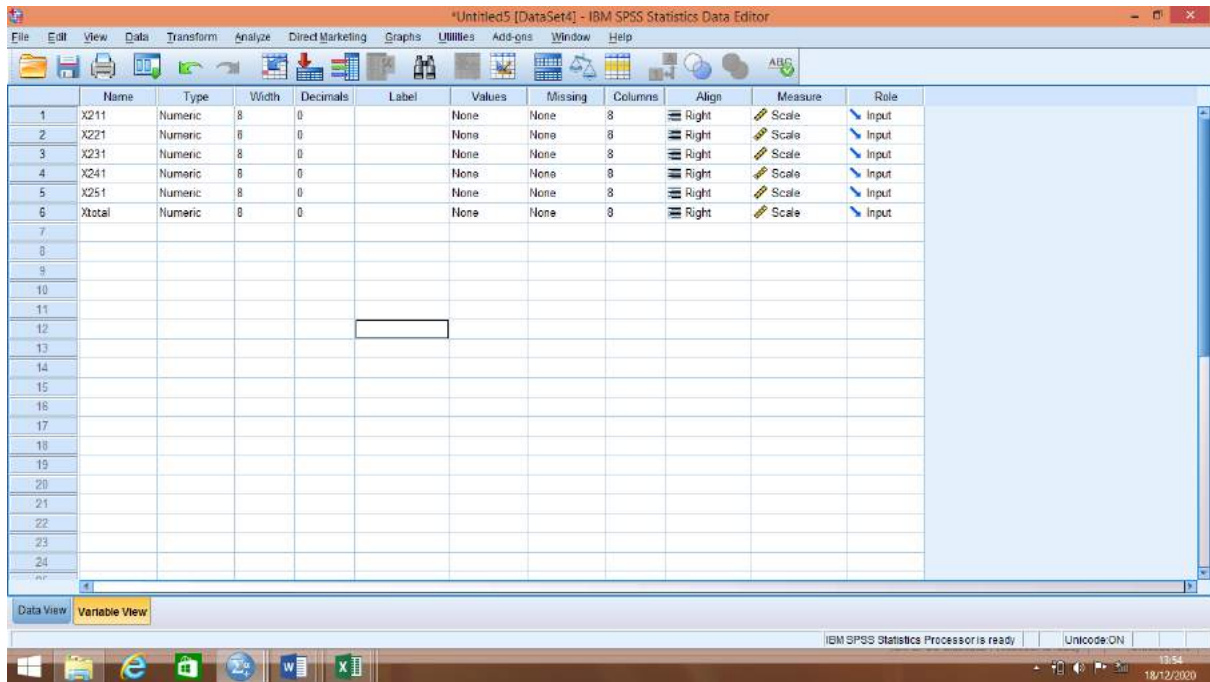 *Untitled5 [DataSet4] - IBM SPSS Statistics Data Editor
File Edit View Data Transform Analyze Direct Marketing Graphs Utilities Add-ons Window Help
Name Type Width Decimals Label Values Missing Columns Align Measure Role
1 X211 Numeric 8 0 None None 8 Right Scale Input
2 X221 Numeric 8 0 None None 8 Right Scale Input
3 X231 Numeric 8 0 None None 8 Right Scale Input
4 X241 Numeric 8 0 None None 8 Right Scale Input
5 X251 Numeric 8 0 None None 8 Right Scale Input
6 Xtotal Numeric 8 0 None None 8 Right Scale Input
7
8
9
10
11
12
13
14
15
16
17
18
19
20
21
22
23
24
Data View Variable View
IBM SPSS Statistics Processor is ready Unicode:ON
13:54
18/12/2020